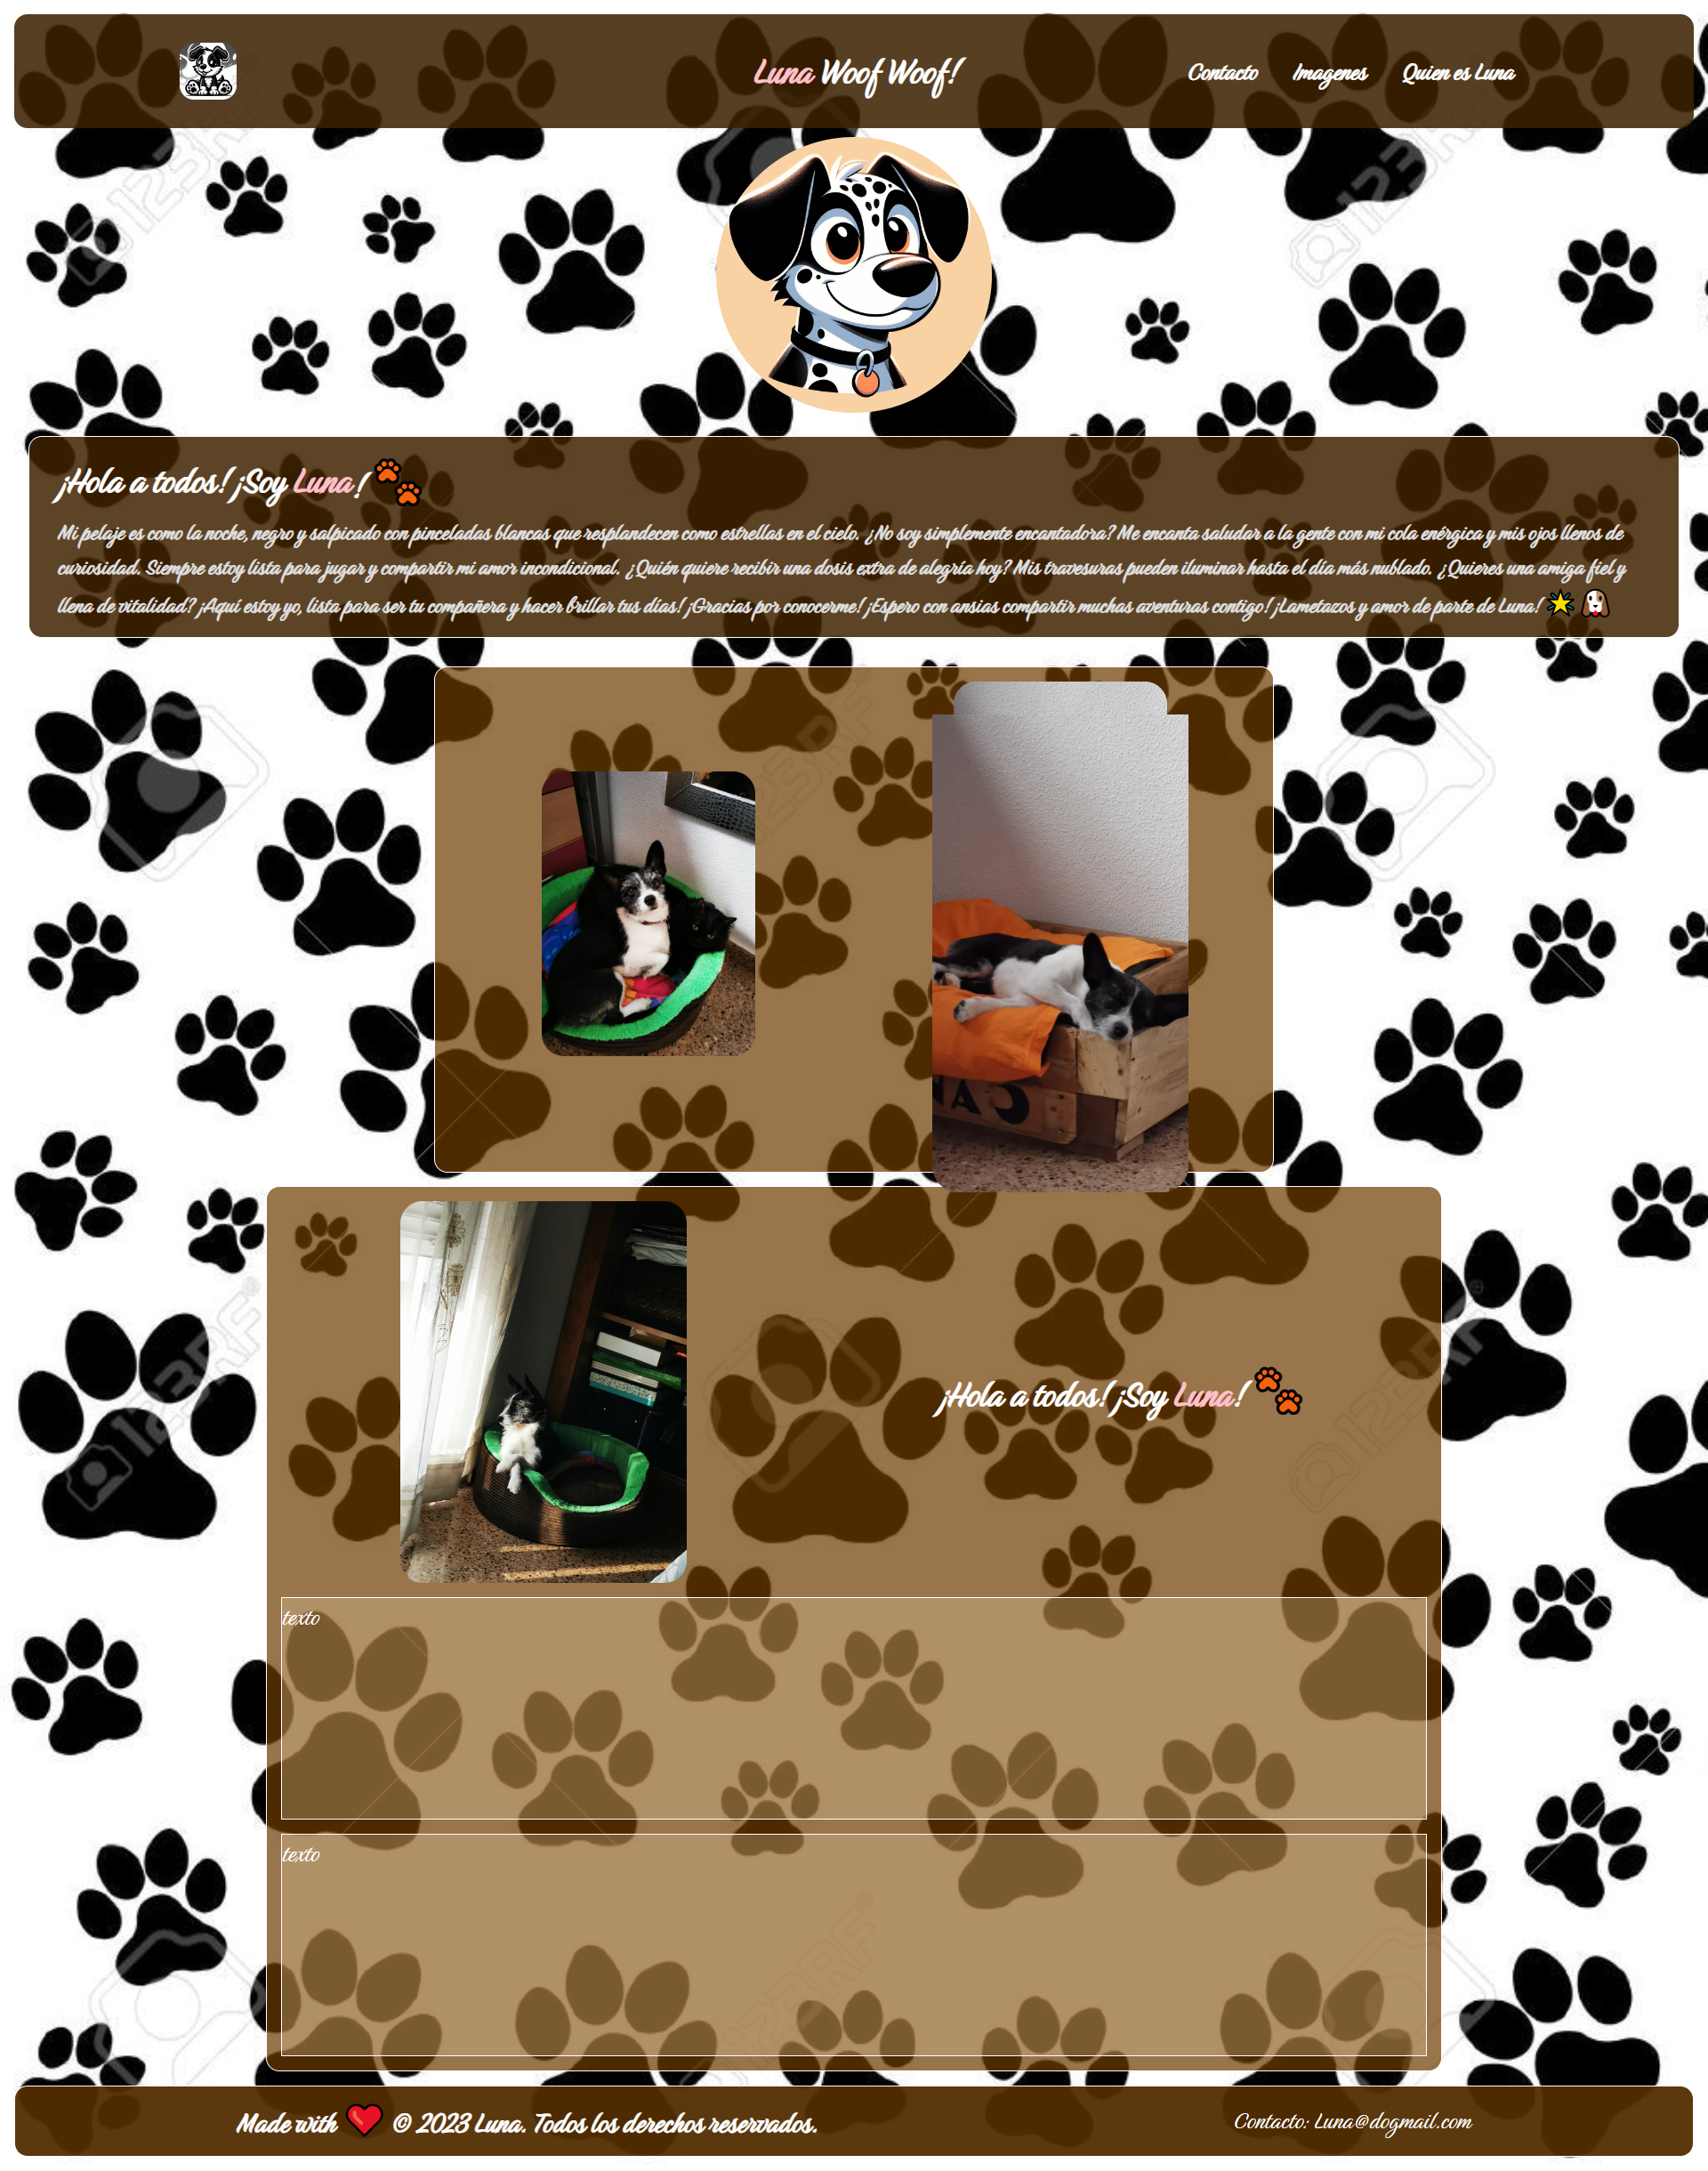 Luna Woof Woof!
Contacto Imagenes Quien es Luna
¡Hola a todos! ¡Soy Luna! 🐾
Mi pelaje es como la noche, negro y salpicado con pinceladas blancas que resplandecen como estrellas en el cielo. ¿No soy simplemente encantadora? Me encanta saludar a la gente con mi cola enérgica y mis ojos llenos de
curiosidad. Siempre estoy lista para jugar y compartir mi amor incondicional. ¿Quién quiere recibir una dosis extra de alegría hoy? Mis travesuras pueden iluminar hasta el día más nublado. ¿Quieres una amiga fiel y
llena de vitalidad? ¡Aquí estoy yo, lista para ser tu compañera y hacer brillar tus días! ¡Gracias por conocerme! ¡Espero con ansias compartir muchas aventuras contigo! ¡Lametazos y amor de parte de Luna! 🌟 🐶
CAN
¡Hola a todos! ¡Soy Luna! 🐾
texto
texto
Made with ❤️ © 2023 Luna. Todos los derechos reservados.
Contacto: Luna@dogmail.com
123RF